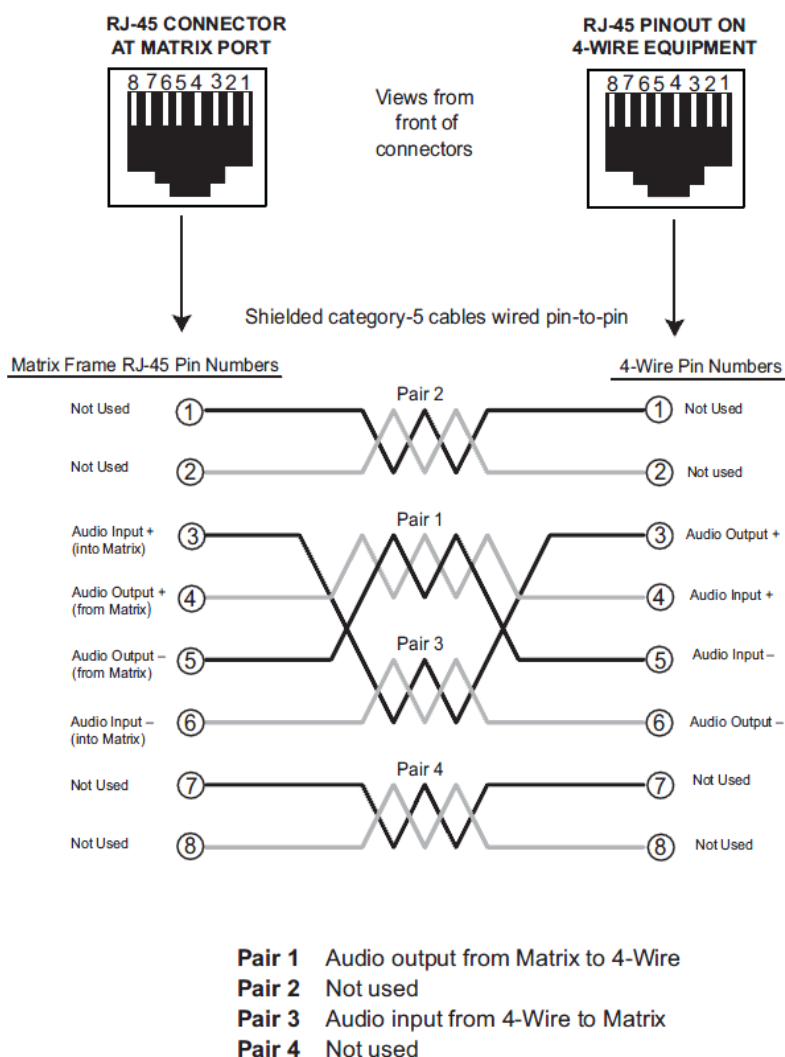 RJ-45 CONNECTOR
AT MATRIX PORT
RJ-45 PINOUT ON
4-WIRE EQUIPMENT
8 7 6 5 4 3 2 1
8 7 6 5 4 3 2 1
Views from
front of
connectors
Shielded category-5 cables wired pin-to-pin
Matrix Frame RJ-45 Pin Numbers
4-Wire Pin Numbers
Pair 2
Not Used 1
1 Not Used
Not Used 2
2 Not used
Pair 1
Audio Input +
(into Matrix)
3
3 Audio Output +
Audio Output +
(from Matrix)
4
4 Audio Input +
Pair 3
Audio Output –
(from Matrix)
5
5 Audio Input –
Audio Input –
(into Matrix)
6
6 Audio Output –
Pair 4
Not Used 7
7 Not Used
Not Used 8
8 Not Used
Pair 1 Audio output from Matrix to 4-Wire
Pair 2 Not used
Pair 3 Audio input from 4-Wire to Matrix
Pair 4 Not used